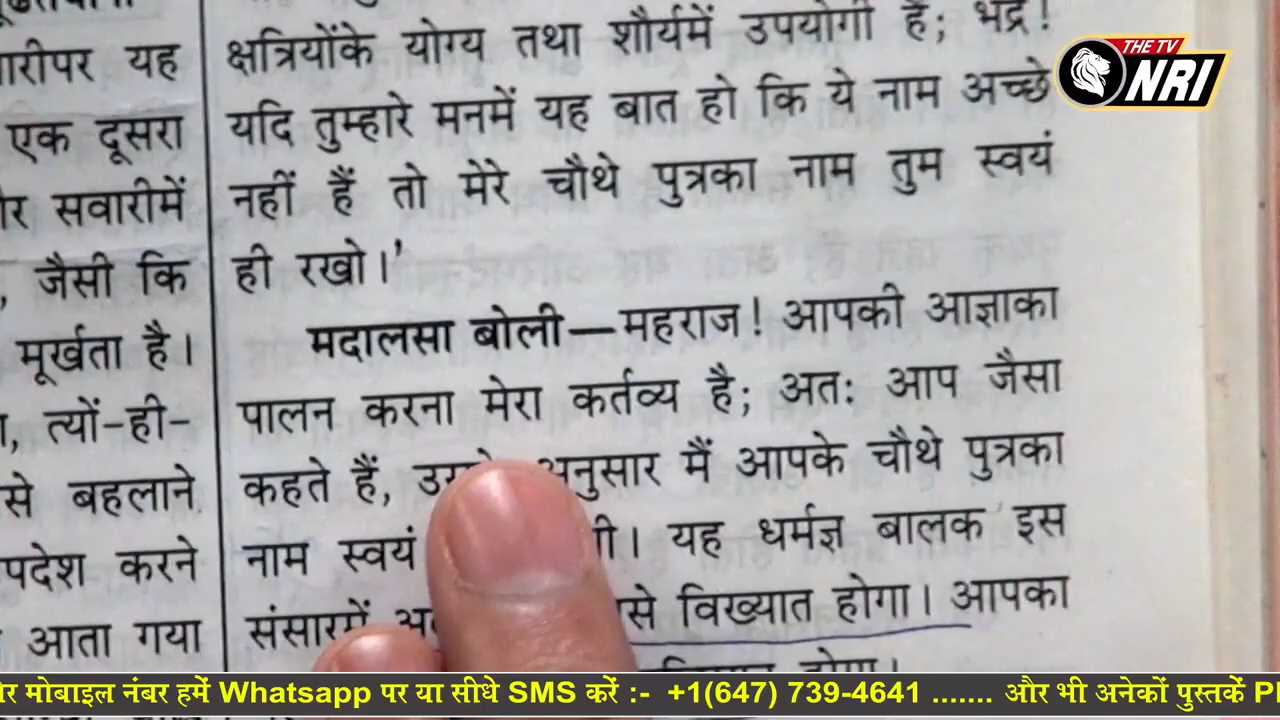 THE TV
NRI
ारीपर यह
एक दूसरा
र सवारीमें
, जैसी कि
मूर्खता है।
, त्यों-ही-
से बहलाने
पदेश करने
आता गया
क्षत्रियोंके योग्य तथा शौर्यमें उपयोगी हैं; भद्रे!
यदि तुम्हारे मनमें यह बात हो कि ये नाम अच्छे
नहीं हैं तो मेरे चौथे पुत्रका नाम तुम स्वयं
ही रखो।'
मदालसा बोली—महराज! आपकी आज्ञाका
पालन करना मेरा कर्तव्य है; अतः आप जैसा
कहते हैं, अनुसार मैं आपके चौथे पुत्रका
नाम स्वयं गी। यह धर्मज्ञ बालक इस
संसारमें से विख्यात होगा। आपका
होगा।
र मोबाइल नंबर हमें Whatsapp पर या सीधे SMS करें :- +1(647) 739-4641 ....... और भी अनेकों पुस्तकें P